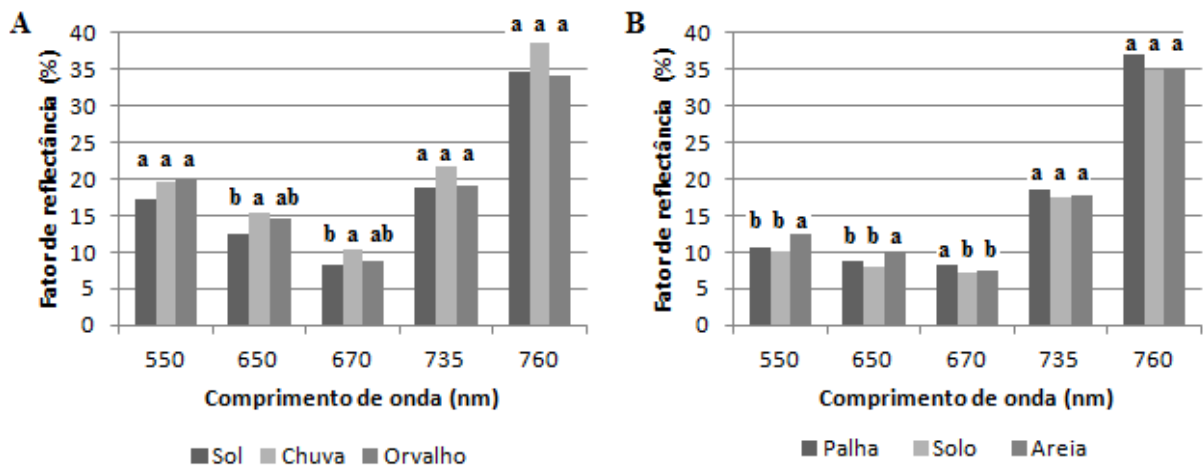 A
Fator de reflectância (%)
40
35
30
25
20
15
10
5
0
a a a
b a ab
b a ab
a a a
a a a
550 650 670 735 760
Comprimento de onda (nm)
Sol Chuva Orvalho
B
Fator de reflectância (%)
40
35
30
25
20
15
10
5
0
b b a
b b a
a b b
a a a
a a a
550 650 670 735 760
Comprimento de onda (nm)
Palha Solo Areia